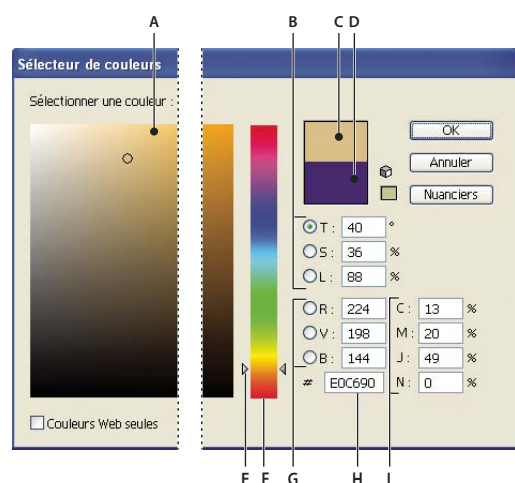 A B C D
Sélecteur de couleurs
Sélectionner une couleur :
OK
Annuler
Nuanciers
T : 40 °
S : 36 %
L : 88 %
R : 224 C : 13 %
V : 198 M : 20 %
B : 144 J : 49 %
# E0C690 N : 0 %
Couleurs Web seules
E F G H I